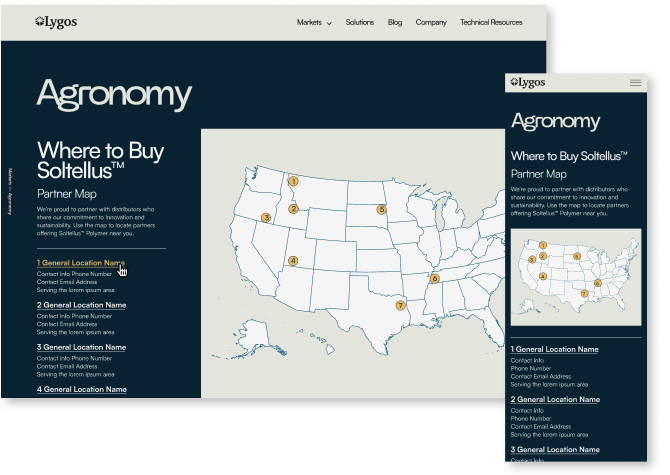 Lygos
Markets
Solutions
Blog
Company
Technical Resources
Agronomy
Markets — Agronomy
Where to Buy
Soltellus™
Partner Map
We're proud to partner with distributors who
share our commitment to innovation and
sustainability. Use the map to locate partners
offering Soltellus™ Polymer near you.
1 General Location Name
Contact Info Phone Number
Contact Email Address
Serving the lorem ipsum area
2 General Location Name
Contact Info Phone Number
Contact Email Address
Serving the lorem ipsum area
3 General Location Name
Contact Info Phone Number
Contact Email Address
Serving the lorem ipsum area
4 General Location Name
1
2
3
5
4
6
7
Lygos
Agronomy
Where to Buy Soltellus™
Partner Map
We're proud to partner with distributors who
share our commitment to innovation and
sustainability. Use the map to locate partners
offering Soltellus™ Polymer near you.
1
2
3
5
4
6
7
1 General Location Name
Contact Info
Phone Number
Contact Email Address
Serving the lorem ipsum area
2 General Location Name
Contact Info
Phone Number
Contact Email Address
Serving the lorem ipsum area
3 General Location Name
Contact Info